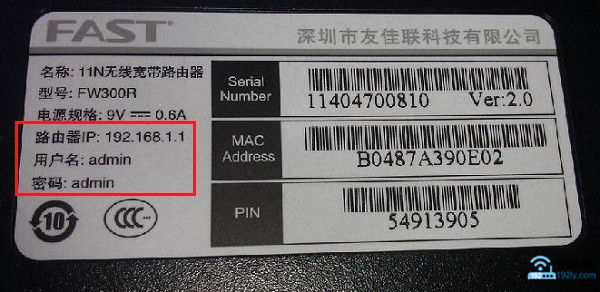 FAST® 深圳市友佳联科技有限公司
名称: 11N无线宽带路由器
型号: FW300R
电源规格: 9V ⎓ 0.6A
路由器IP: 192.168.1.1
用户名: admin
密码: admin
10
CCC
Serial Number
11404700810 Ver:2.0
MAC Address
B0487A390E02
PIN
54913905
192ly.com